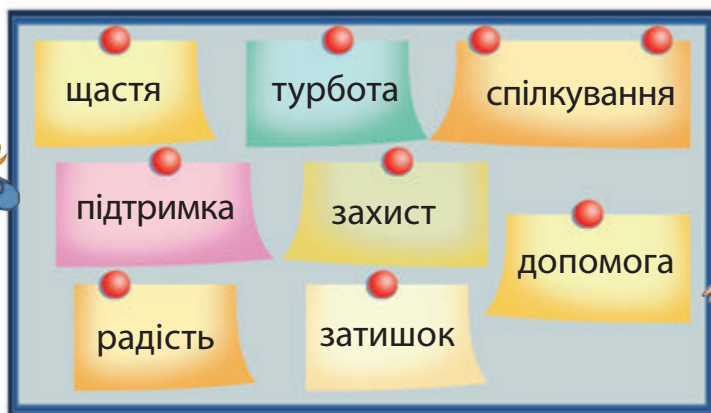 щастя
турбота
спілкування
підтримка
захист
допомога
радість
затишок